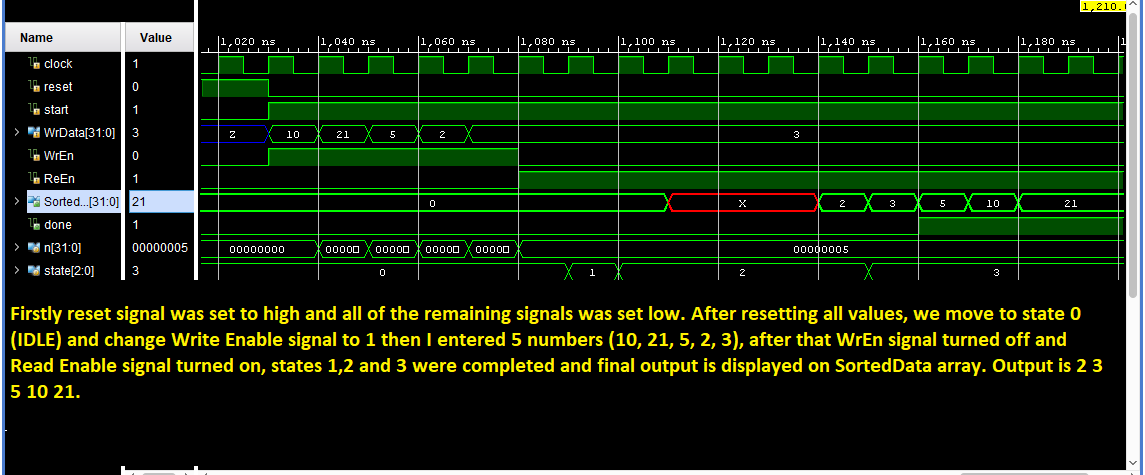 1,210.
Name Value
1,020 ns 1,040 ns 1,060 ns 1,080 ns 1,100 ns 1,120 ns 1,140 ns 1,160 ns 1,180 ns
clock 1
reset 0
start 1
WrData[31:0] 3 Z 10 21 5 2 3
WrEn 0
ReEn 1
Sorted...[31:0] 21 0 X 2 3 5 10 21
done 1
n[31:0] 00000005 00000000 0000 0000 0000 0000 00000005
state[2:0] 3 0 1 2 3
Firstly reset signal was set to high and all of the remaining signals was set low. After resetting all values, we move to state 0
(IDLE) and change Write Enable signal to 1 then I entered 5 numbers (10, 21, 5, 2, 3), after that WrEn signal turned off and
Read Enable signal turned on, states 1,2 and 3 were completed and final output is displayed on SortedData array. Output is 2 3
5 10 21.